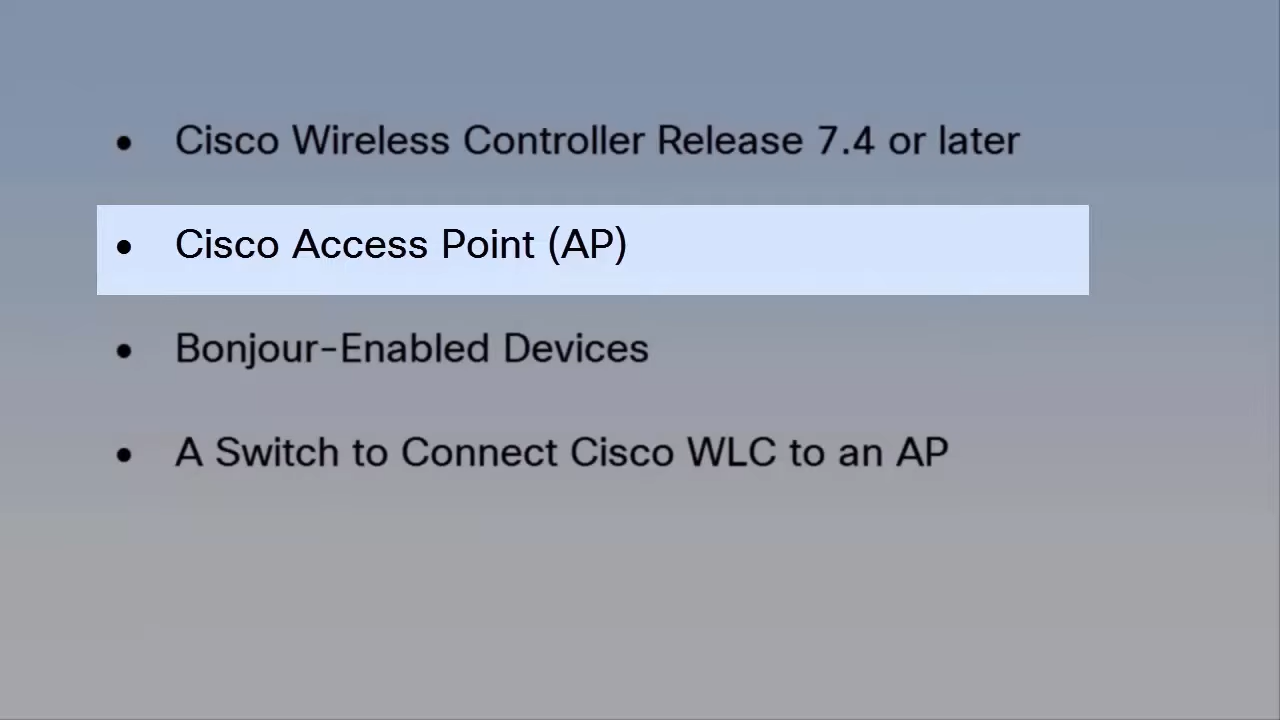 • Cisco Wireless Controller Release 7.4 or later
• Cisco Access Point (AP)
• Bonjour-Enabled Devices
• A Switch to Connect Cisco WLC to an AP